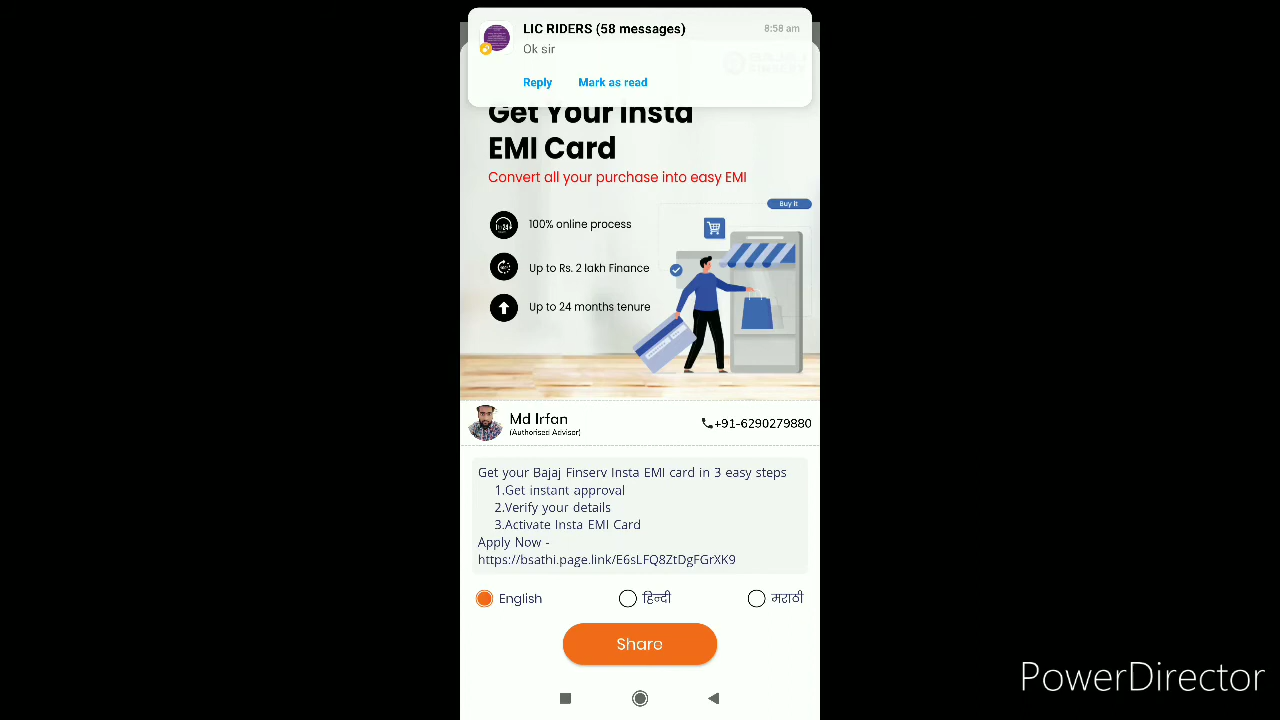 LIC RIDERS (58 messages)
8:58 am
Ok sir
Reply
Mark as read
Get Your Insta
EMI Card
Convert all your purchase into easy EMI
Buy It
100% online process
Up to Rs. 2 lakh Finance
Up to 24 months tenure
Md Irfan
(Authorised Advisor)
+91-6290279880
Get your Bajaj Finserv Insta EMI card in 3 easy steps
1.Get instant approval
2.Verify your details
3.Activate Insta EMI Card
Apply Now -
https://bsathi.page.link/E6sLFQ8ZtDgFGrXK9
English
हिन्दी
मराठी
Share
PowerDirector